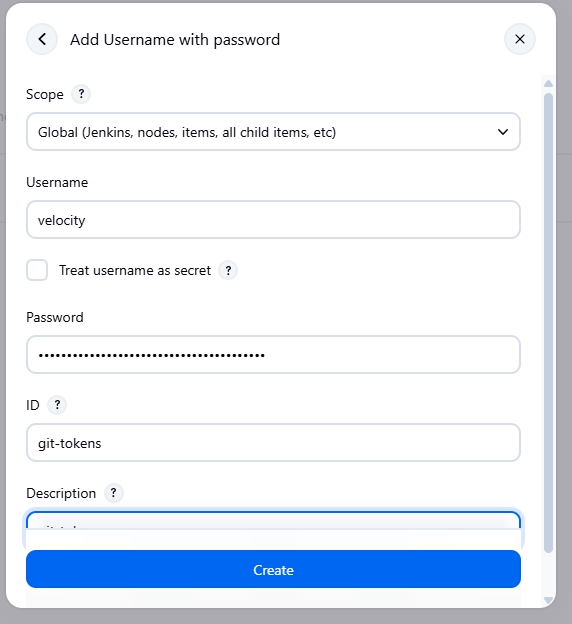 Add Username with password
Scope ?
Global (Jenkins, nodes, items, all child items, etc)
Username
velocity
Treat username as secret ?
Password
••••••••••••••••••••••••••••••••••••••••
ID ?
git-tokens
Description ?
Create